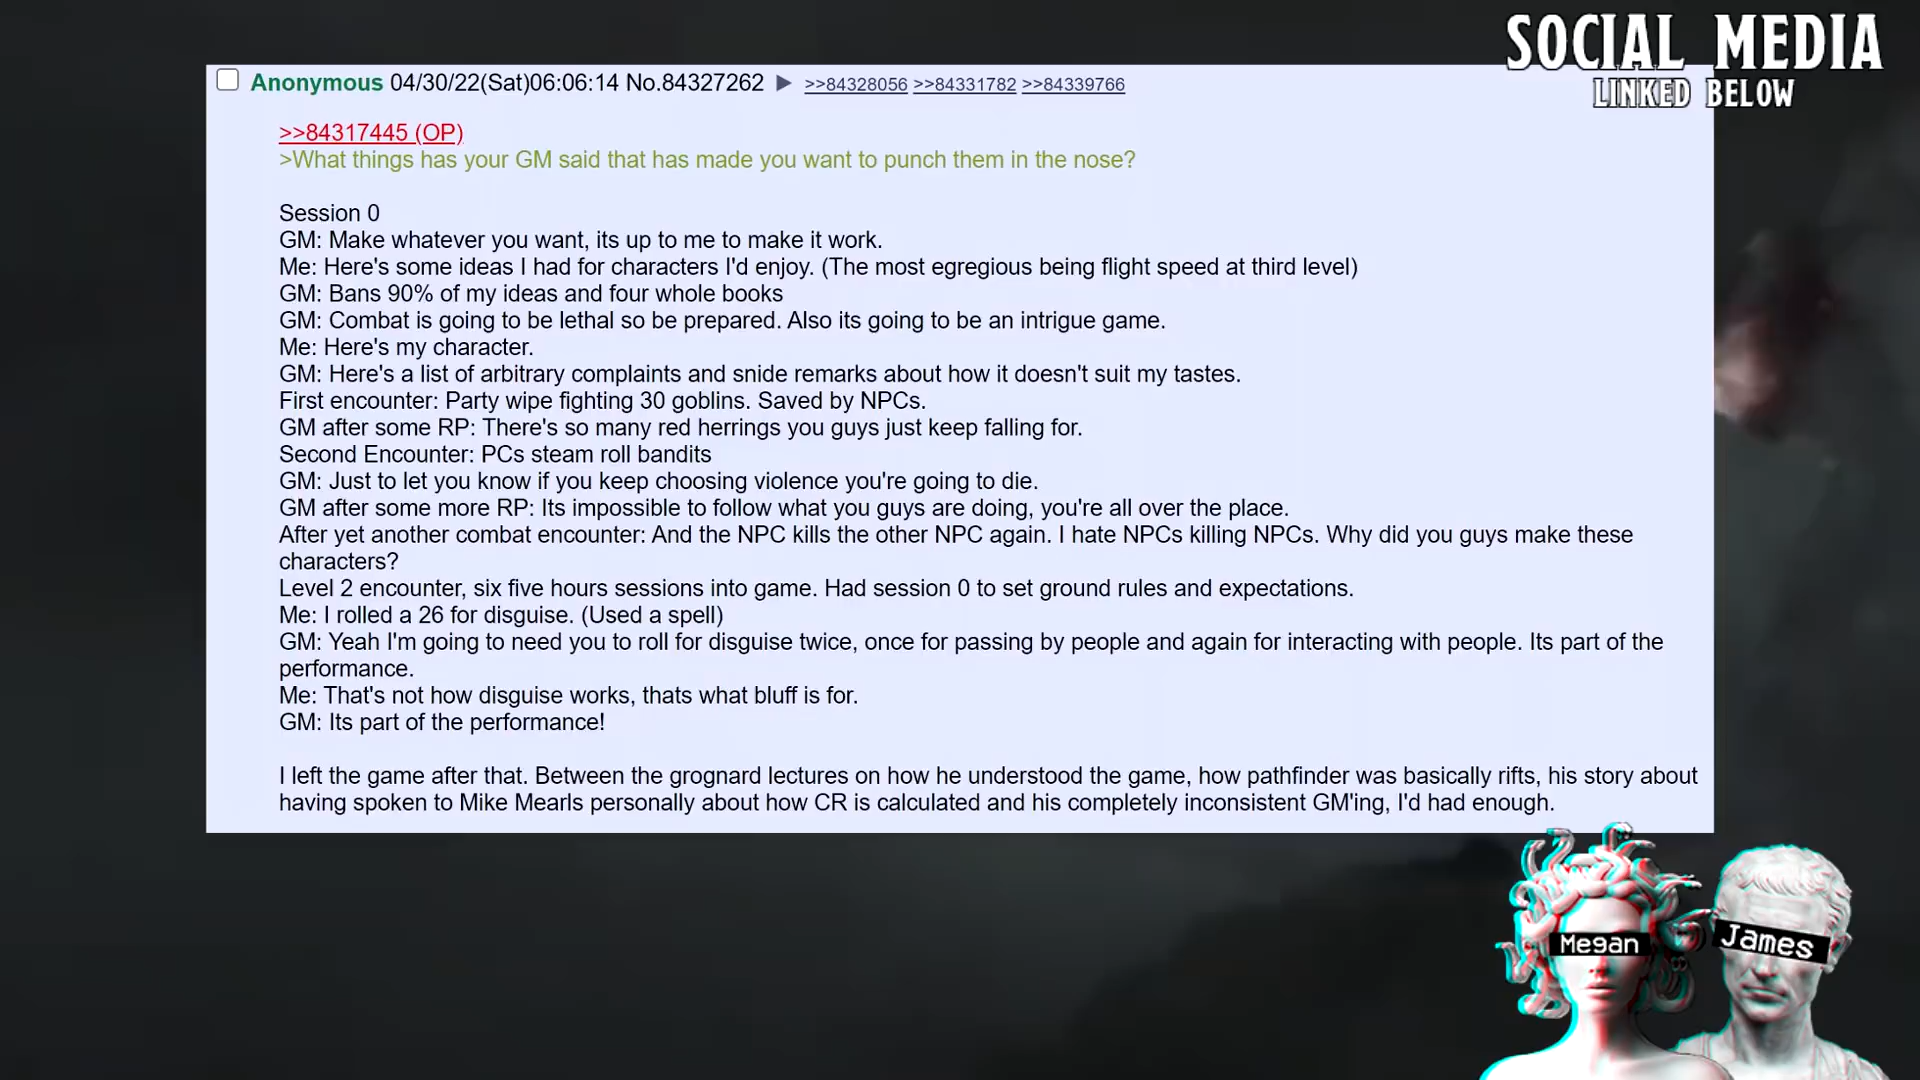 SOCIAL MEDIA
LINKED BELOW
Anonymous 04/30/22(Sat)06:06:14 No.84327262 ▶ >>84328056 >>84331782 >>84339766
>>84317445 (OP)
>What things has your GM said that has made you want to punch them in the nose?
Session 0
GM: Make whatever you want, its up to me to make it work.
Me: Here's some ideas I had for characters I'd enjoy. (The most egregious being flight speed at third level)
GM: Bans 90% of my ideas and four whole books
GM: Combat is going to be lethal so be prepared. Also its going to be an intrigue game.
Me: Here's my character.
GM: Here's a list of arbitrary complaints and snide remarks about how it doesn't suit my tastes.
First encounter: Party wipe fighting 30 goblins. Saved by NPCs.
GM after some RP: There's so many red herrings you guys just keep falling for.
Second Encounter: PCs steam roll bandits
GM: Just to let you know if you keep choosing violence you're going to die.
GM after some more RP: Its impossible to follow what you guys are doing, you're all over the place.
After yet another combat encounter: And the NPC kills the other NPC again. I hate NPCs killing NPCs. Why did you guys make these
characters?
Level 2 encounter, six five hours sessions into game. Had session 0 to set ground rules and expectations.
Me: I rolled a 26 for disguise. (Used a spell)
GM: Yeah I'm going to need you to roll for disguise twice, once for passing by people and again for interacting with people. Its part of the
performance.
Me: That's not how disguise works, thats what bluff is for.
GM: Its part of the performance!
I left the game after that. Between the grognard lectures on how he understood the game, how pathfinder was basically rifts, his story about
having spoken to Mike Mearls personally about how CR is calculated and his completely inconsistent GM'ing, I'd had enough.
Megan
James